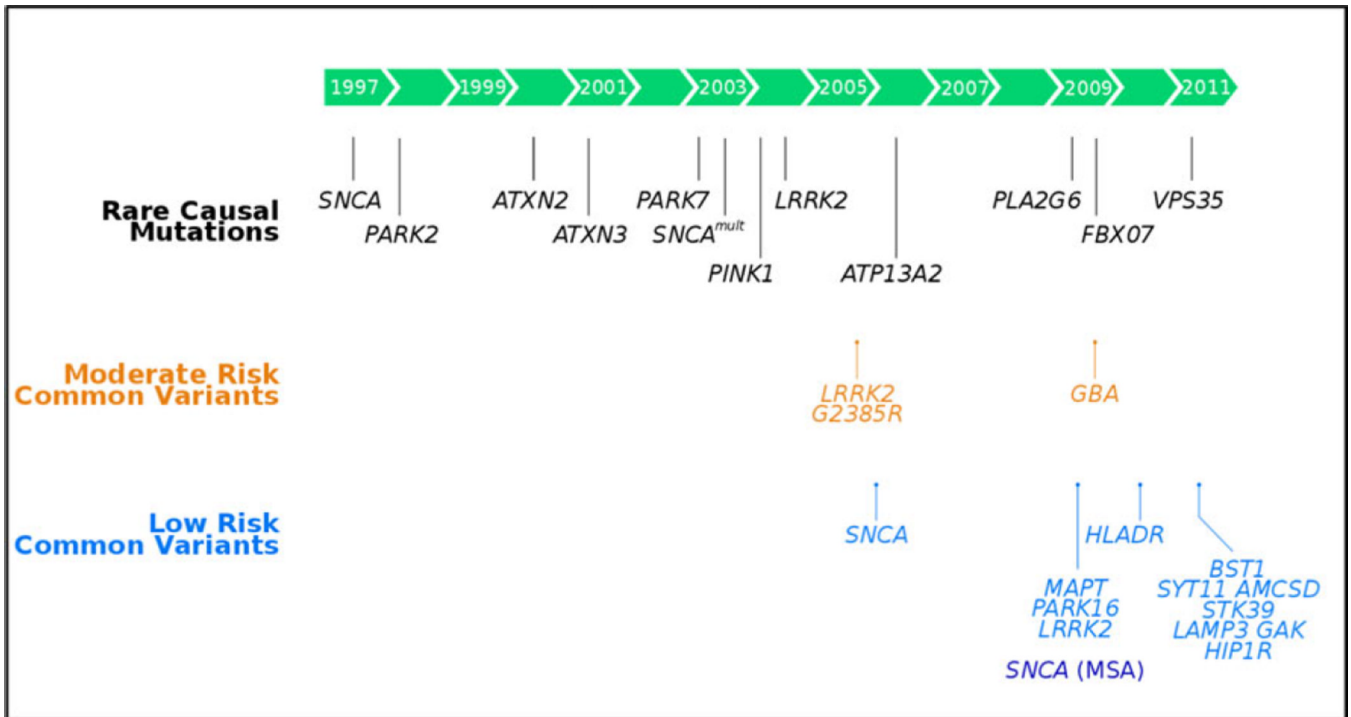 1997 1999 2001 2003 2005 2007 2009 2011
Rare Causal
Mutations
SNCA ATXN2 PARK7 LRRK2 PLA2G6 VPS35
PARK2 ATXN3 SNCAmult FBX07
PINK1 ATP13A2
Moderate Risk
Common Variants
LRRK2 GBA
G2385R
Low Risk
Common Variants
SNCA HLADR
MAPT
PARK16
LRRK2
SNCA (MSA)
BST1
SYT11 AMCSD
STK39
LAMP3 GAK
HIP1R